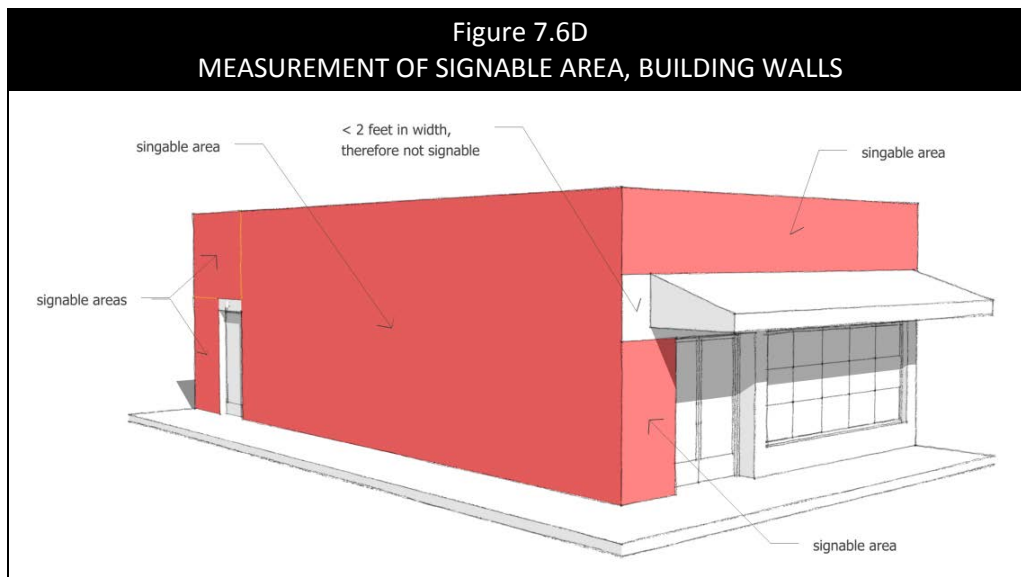 Figure 7.6D
MEASUREMENT OF SIGNABLE AREA, BUILDING WALLS
< 2 feet in width,
therefore not signable
singable area
singable area
signable areas
signable area